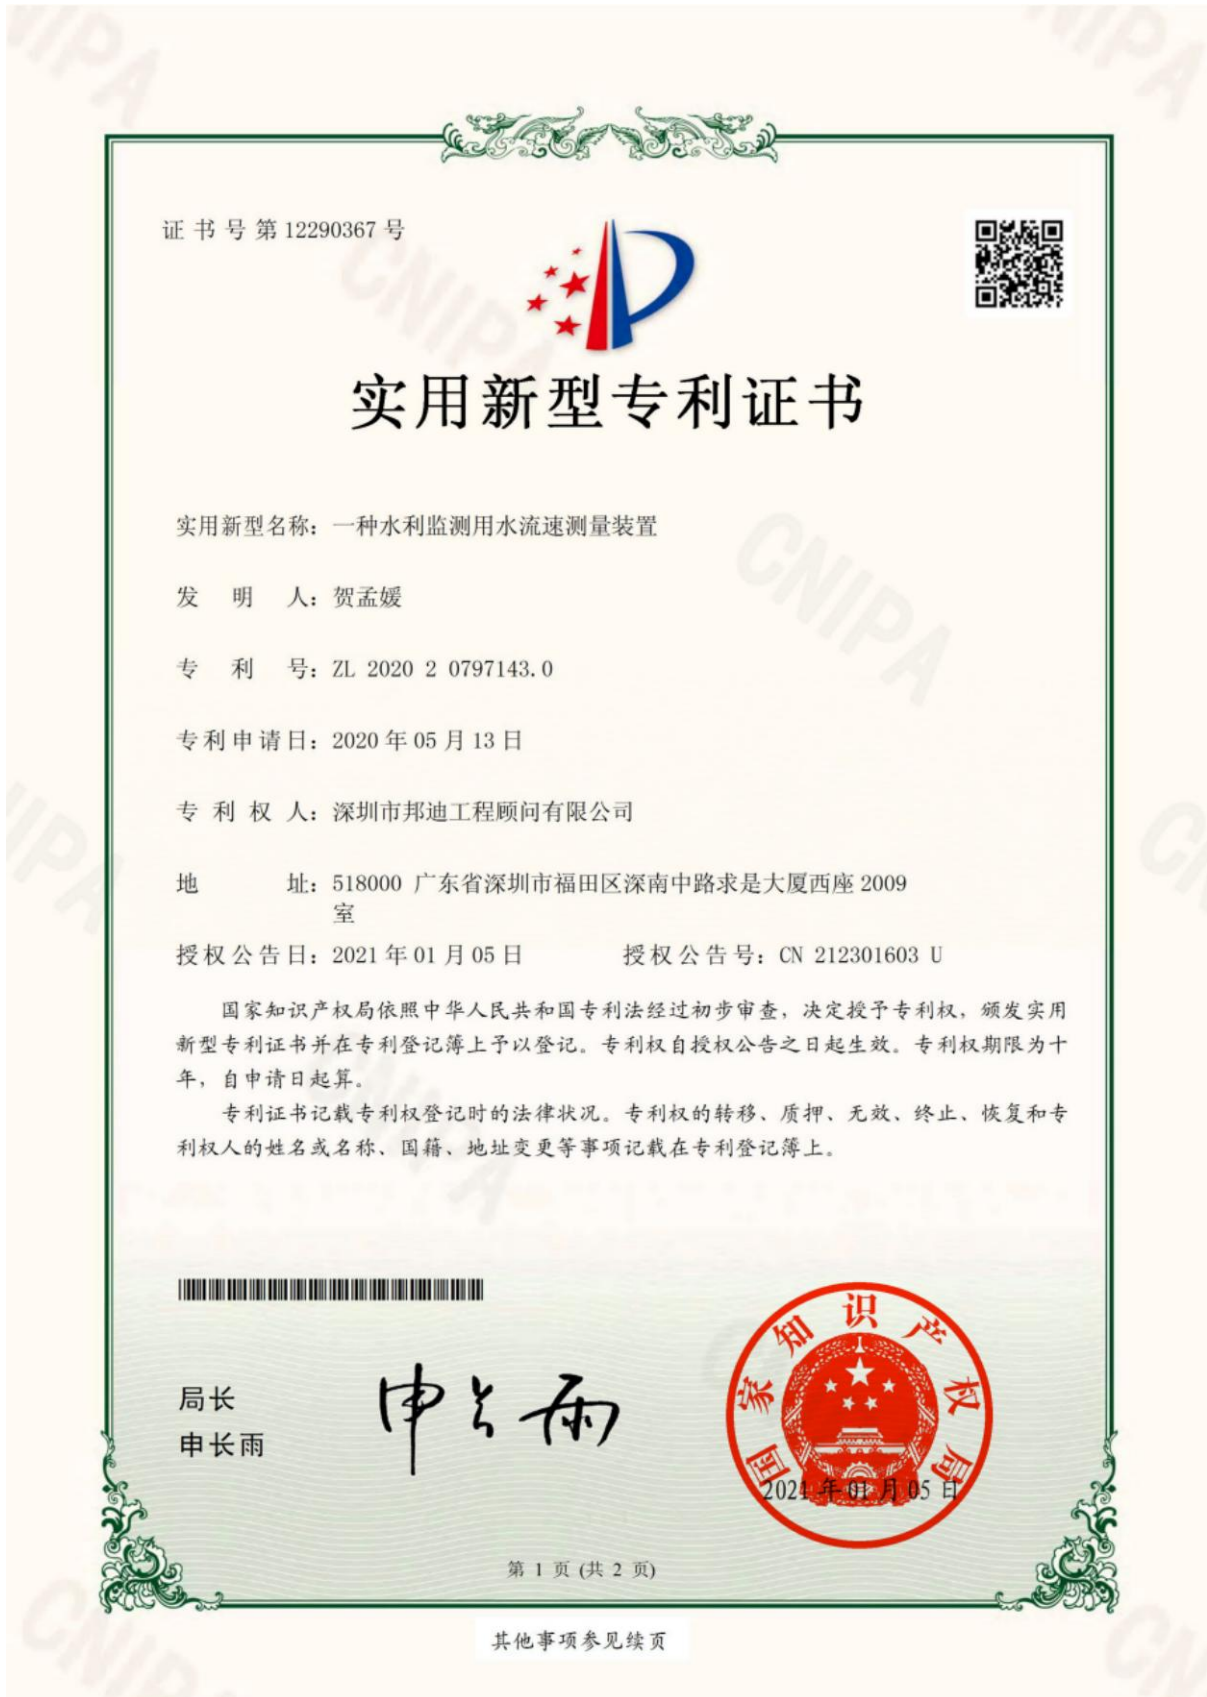 证书号第12290367号
实用新型专利证书
实用新型名称：一种水利监测用水流速测量装置
发 明 人：贺孟媛
专 利 号：ZL 2020 2 0797143.0
专利申请日：2020年05月13日
专 利 权 人：深圳市邦迪工程顾问有限公司
地 址：518000 广东省深圳市福田区深南中路求是大厦西座2009
室
授权公告日：2021年01月05日 授权公告号：CN 212301603 U
国家知识产权局依照中华人民共和国专利法经过初步审查，决定授予专利权，颁发实用
新型专利证书并在专利登记簿上予以登记。专利权自授权公告之日起生效。专利权期限为十
年，自申请日起算。
专利证书记载专利权登记时的法律状况。专利权的转移、质押、无效、终止、恢复和专
利权人的姓名或名称、国籍、地址变更等事项记载在专利登记簿上。
局长
申长雨
申长雨
国家知识产权局
2021年01月05日
第 1 页 (共 2 页)
其他事项参见续页
CNIPA
CNIPA
CNIPA
CNIPA